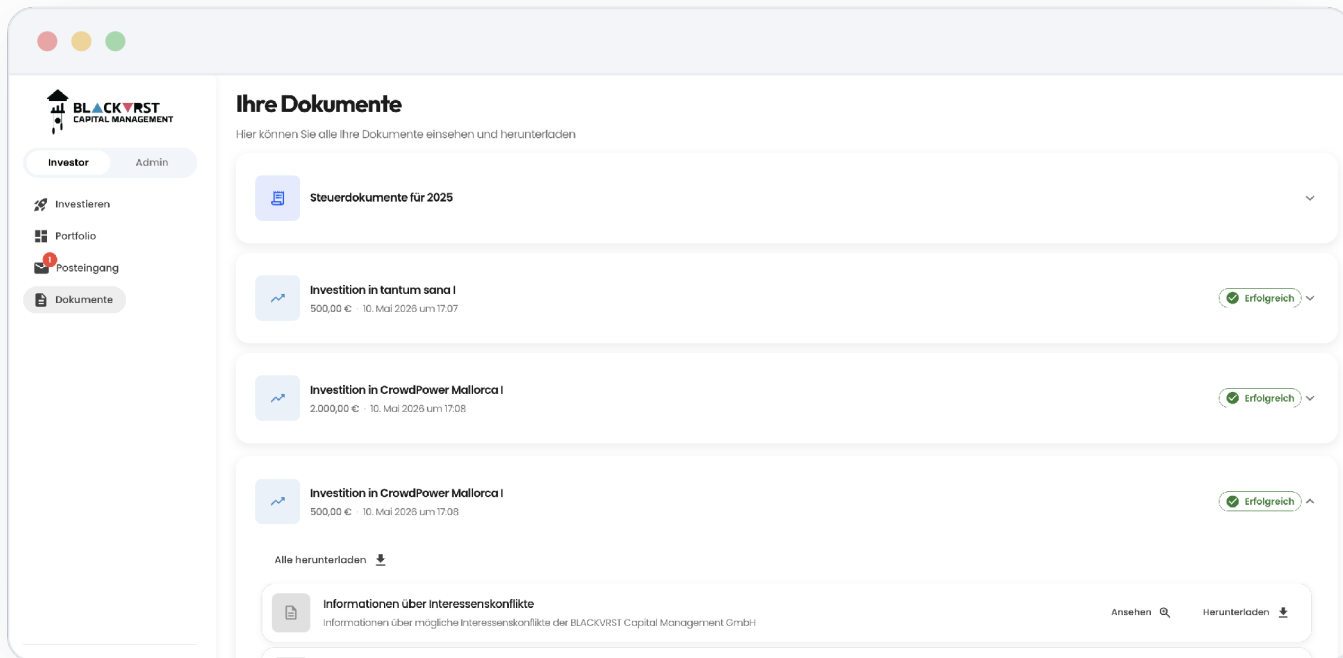 BLACKVRST
CAPITAL MANAGEMENT
Investor
Admin
Investieren
Portfolio
1
Posteingang
Dokumente
Ihre Dokumente
Hier können Sie alle Ihre Dokumente einsehen und herunterladen
Steuerdokumente für 2025
Investition in tantum sana I
500,00 € · 10. Mai 2026 um 17:07
Erfolgreich
Investition in CrowdPower Mallorca I
2.000,00 € · 10. Mai 2026 um 17:08
Erfolgreich
Investition in CrowdPower Mallorca I
500,00 € · 10. Mai 2026 um 17:08
Erfolgreich
Alle herunterladen
Informationen über Interessenskonflikte
Informationen über mögliche Interessenskonflikte der BLACKVRST Capital Management GmbH
Ansehen
Herunterladen